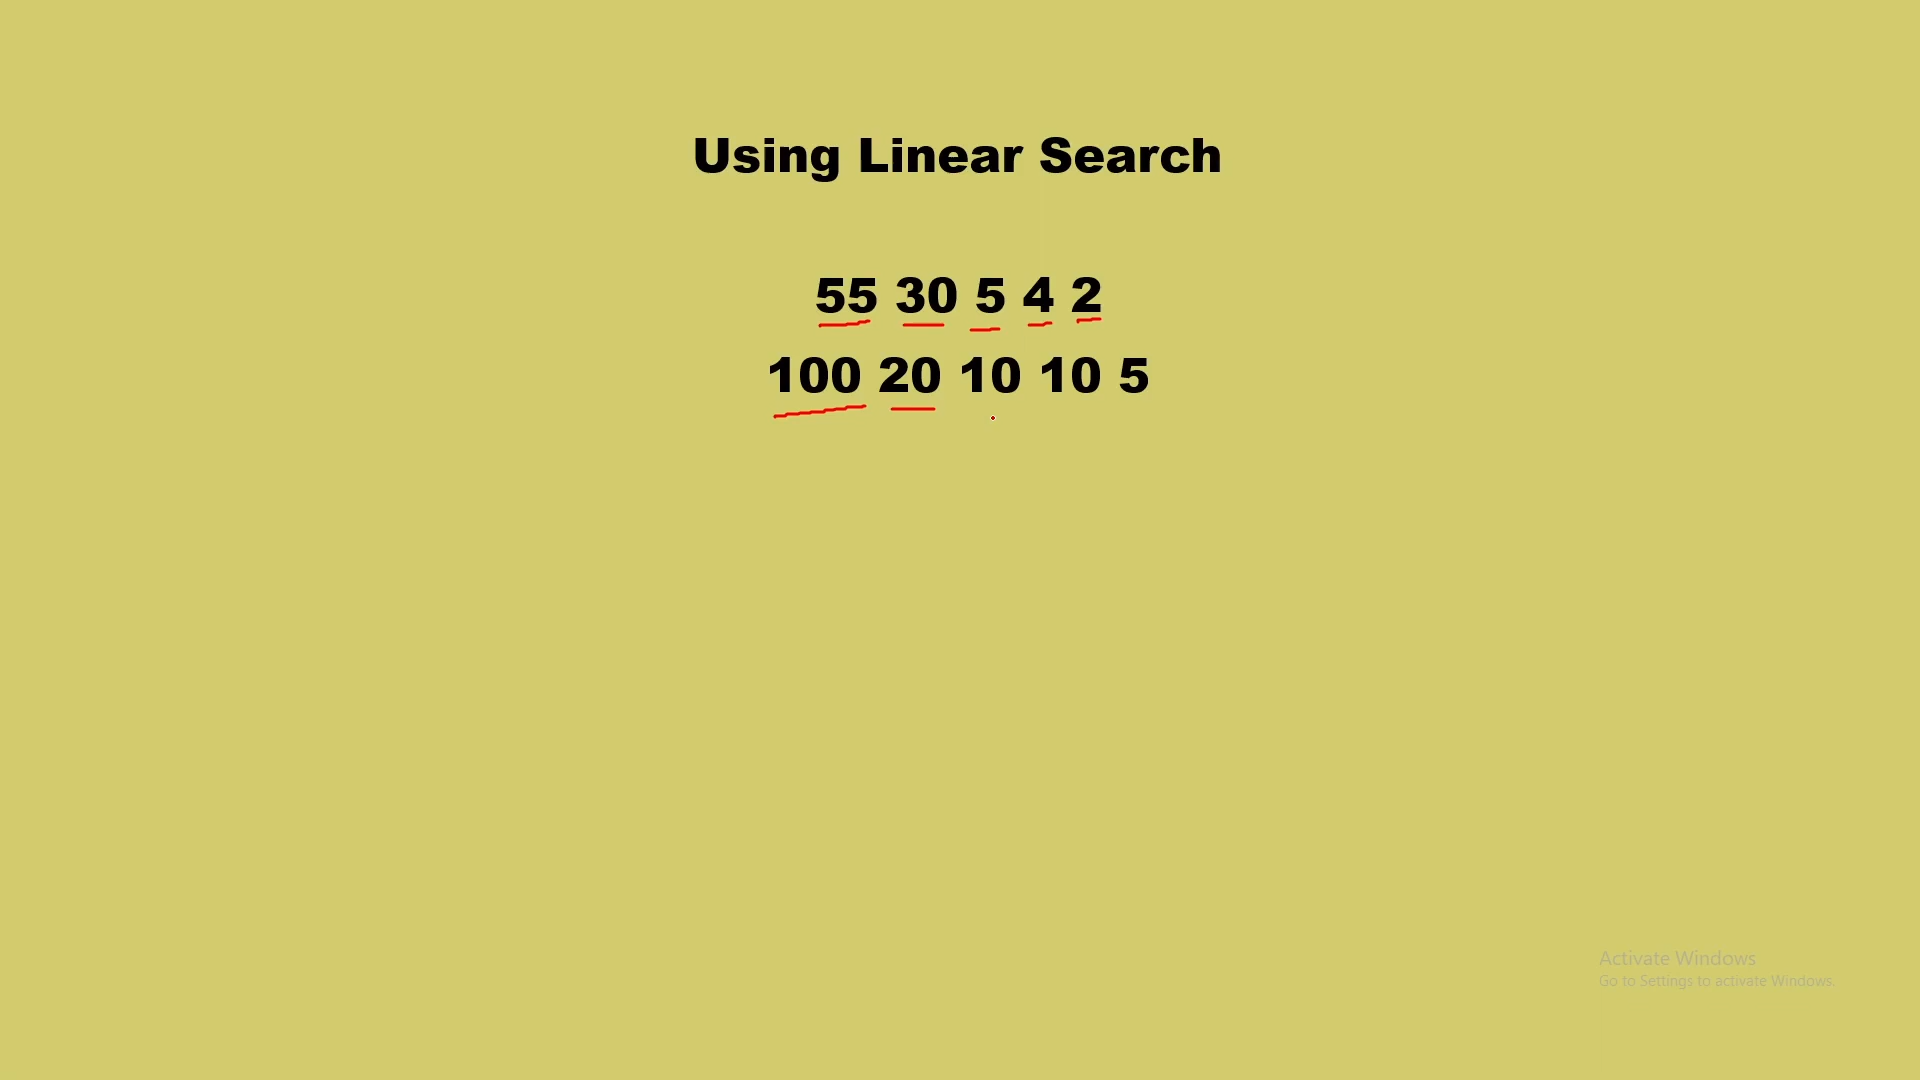 Using Linear Search
55 30 5 4 2
100 20 10 10 5
Activate Windows
Go to Settings to activate Windows.